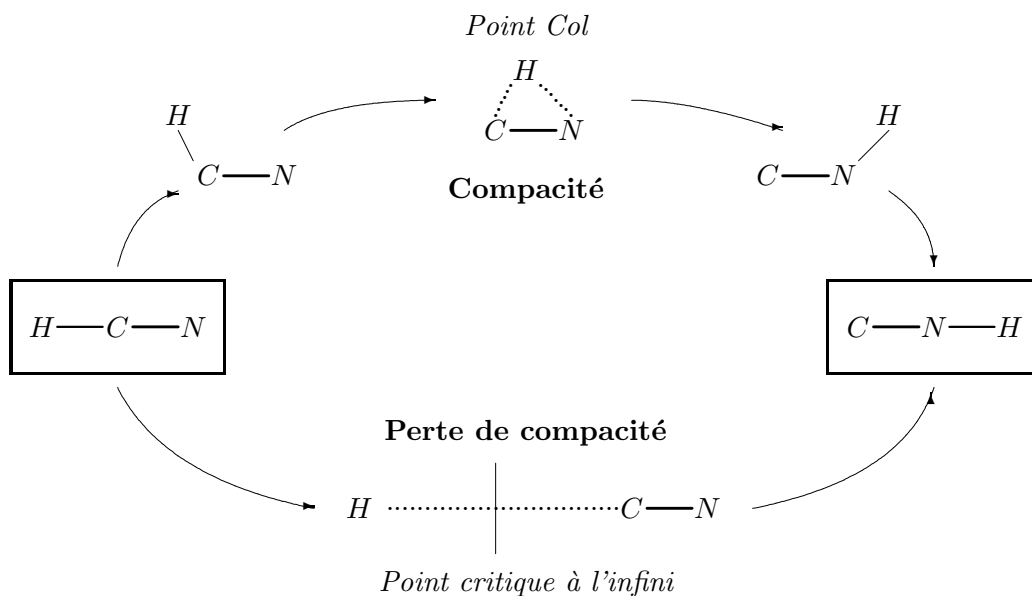 Point Col
H
C N
H
C N
H
C N
Compacité
H C N
C N H
Perte de compacité
H C N
Point critique à l'infini